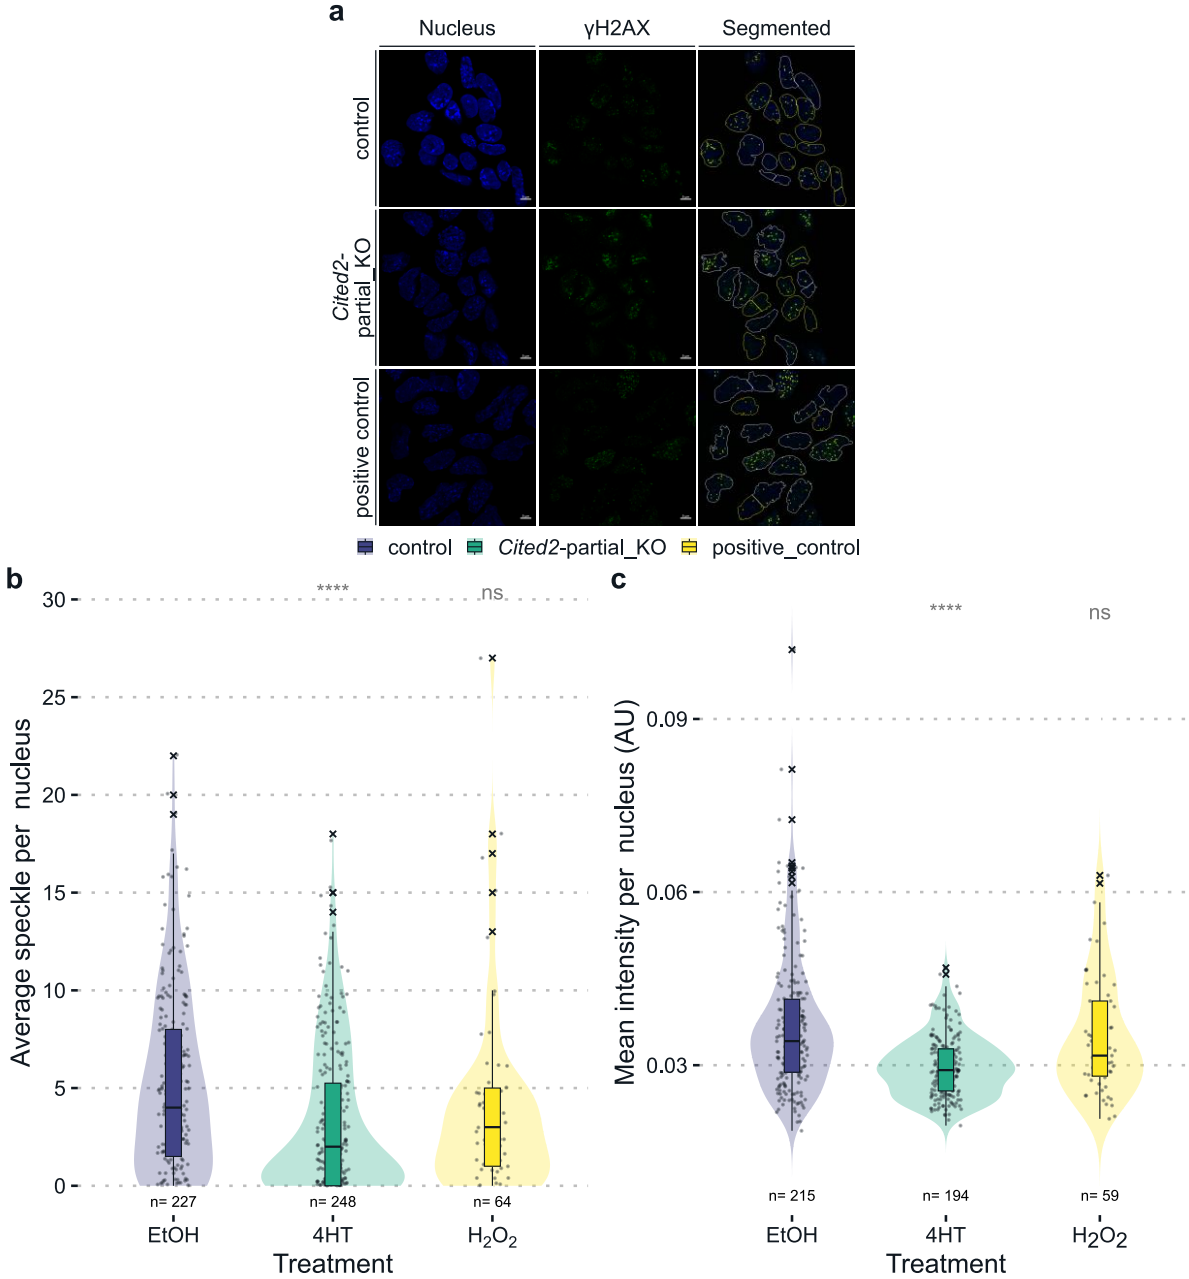 a
Nucleus γH2AX Segmented
control
Cited2-
partial_KO
positive control
control Cited2-partial_KO positive_control
b
**** ns
Average speckle per nucleus
30
25
20
15
10
5
0
n= 227 n= 248 n= 64
EtOH 4HT H₂O₂
Treatment
c
**** ns
Mean intensity per nucleus (AU)
0.09
0.06
0.03
n= 215 n= 194 n= 59
EtOH 4HT H₂O₂
Treatment